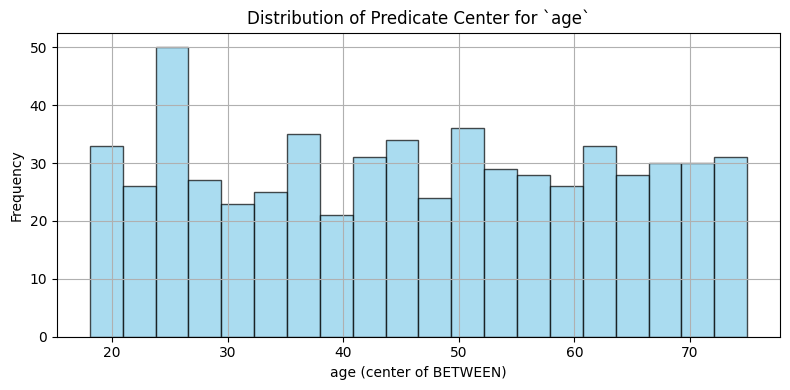 Distribution of Predicate Center for `age`
Frequency
50
40
30
20
10
0
20 30 40 50 60 70
age (center of BETWEEN)